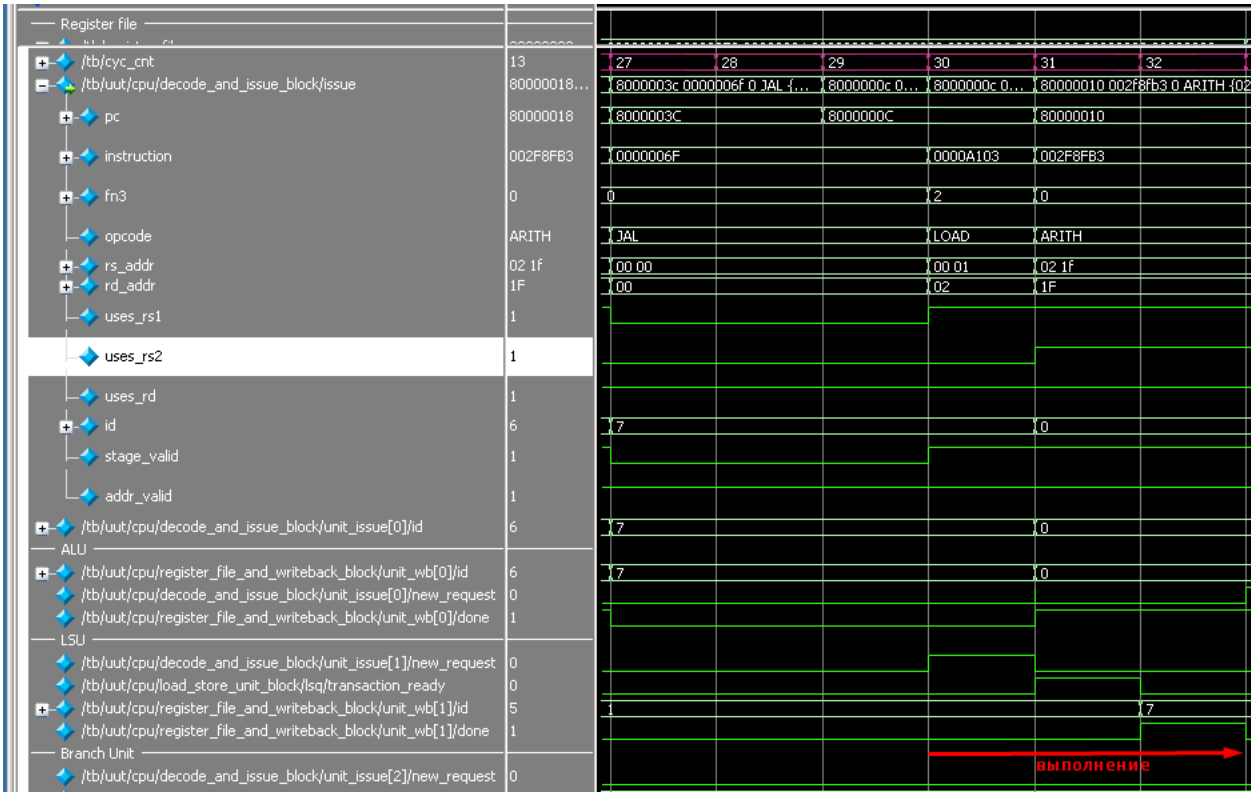 Register file
/tb/cyc_cnt 13 27 28 29 30 31 32
/tb/uut/cpu/decode_and_issue_block/issue 80000018... 8000003c 0000006f 0 JAL {... 8000000c 0... 8000000c 0... 80000010 002f8fb3 0 ARITH {02
pc 80000018 8000003C 8000000C 80000010
instruction 002F8FB3 0000006F 0000A103 002F8FB3
fn3 0 0 2 0
opcode ARITH JAL LOAD ARITH
rs_addr 02 1f 00 00 00 01 02 1f
rd_addr 1F 00 02 1F
uses_rs1 1
uses_rs2 1
uses_rd 1
id 6 7 0
stage_valid 1
addr_valid 1
/tb/uut/cpu/decode_and_issue_block/unit_issue[0]/id 6 7 0
ALU
/tb/uut/cpu/register_file_and_writeback_block/unit_wb[0]/id 6 7 0
/tb/uut/cpu/decode_and_issue_block/unit_issue[0]/new_request 0
/tb/uut/cpu/register_file_and_writeback_block/unit_wb[0]/done 1
LSU
/tb/uut/cpu/decode_and_issue_block/unit_issue[1]/new_request 0
/tb/uut/cpu/load_store_unit_block/lsq/transaction_ready 0
/tb/uut/cpu/register_file_and_writeback_block/unit_wb[1]/id 5 1 7
/tb/uut/cpu/register_file_and_writeback_block/unit_wb[1]/done 1
Branch Unit
выполнение
/tb/uut/cpu/decode_and_issue_block/unit_issue[2]/new_request 0